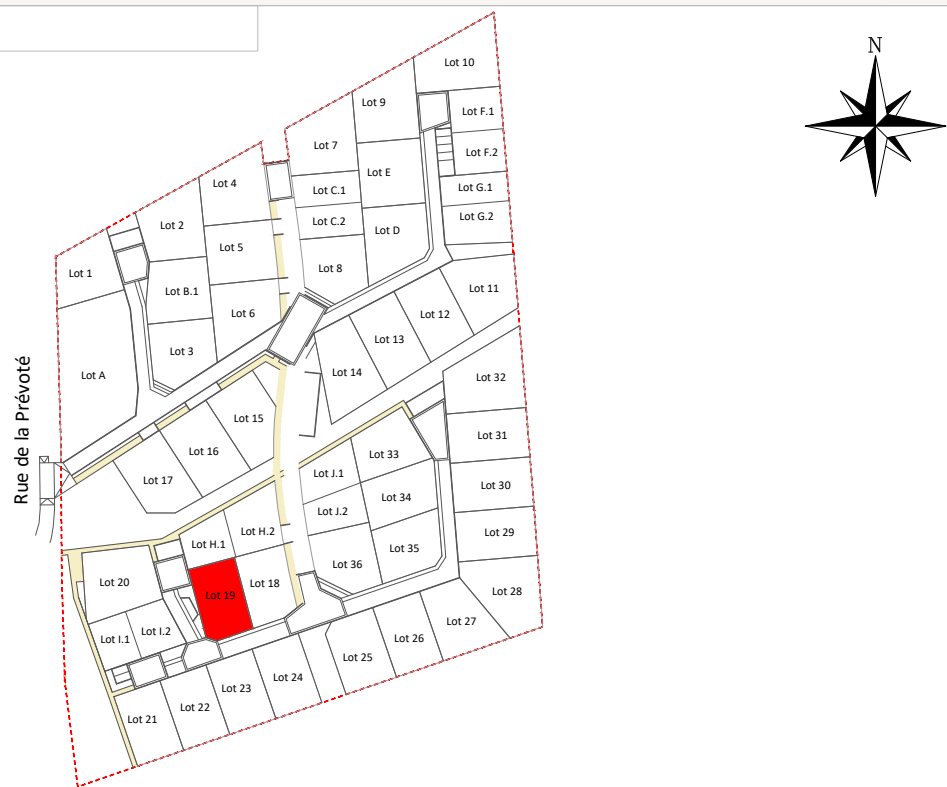 N
Lot 10
Lot 9
Lot F.1
Lot 7
Lot F.2
Lot E
Lot 4
Lot C.1
Lot G.1
Lot 2
Lot C.2
Lot G.2
Lot D
Lot 5
Lot 1
Lot 8
Lot B.1
Lot 11
Lot 6
Lot 12
Lot 13
Lot 3
Lot A
Lot 14
Lot 32
Rue de la Prévoté
Lot 15
Lot 31
Lot 16
Lot 33
Lot 17
Lot J.1
Lot 30
Lot 34
Lot J.2
Lot H.2
Lot 29
Lot H.1
Lot 35
Lot 36
Lot 20
Lot 18
Lot 28
Lot 19
Lot 27
Lot I.2
Lot I.1
Lot 26
Lot 25
Lot 24
Lot 23
Lot 22
Lot 21